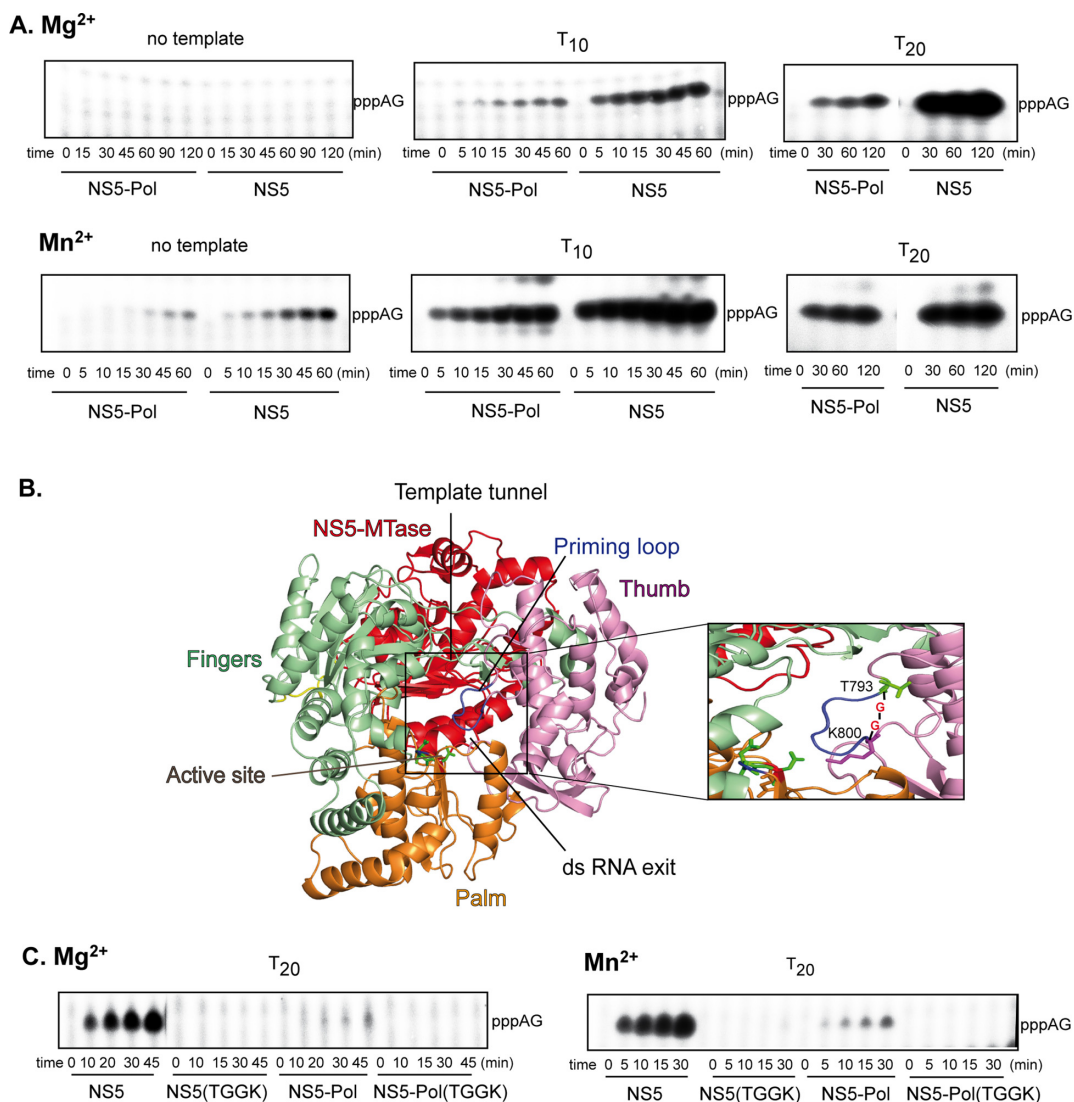 A. Mg2+
no template
T10
T20
pppAG
pppAG
pppAG
time 0 15 30 45 60 90 120 0 15 30 45 60 90 120 (min)
NS5-Pol NS5
time 0 5 10 15 30 45 60 0 5 10 15 30 45 60 (min)
NS5-Pol NS5
time 0 30 60 120 0 30 60 120 (min)
NS5-Pol NS5
Mn2+
no template
T10
T20
pppAG
pppAG
pppAG
time 0 5 10 15 30 45 60 0 5 10 15 30 45 60 (min)
NS5-Pol NS5
time 0 5 10 15 30 45 60 0 5 10 15 30 45 60 (min)
NS5-Pol NS5
time 0 30 60 120 0 30 60 120 (min)
NS5-Pol NS5
B.
Template tunnel
NS5-MTase
Priming loop
Thumb
Fingers
Active site
Palm
ds RNA exit
T793
G
G
K800
C. Mg2+
T20
pppAG
time 0 10 20 30 45 0 10 15 30 45 0 10 20 30 45 0 10 15 30 45 (min)
NS5 NS5(TGGK) NS5-Pol NS5-Pol(TGGK)
Mn2+
T20
pppAG
time 0 5 10 15 30 0 5 10 15 30 0 5 10 15 30 0 5 10 15 30 (min)
NS5 NS5(TGGK) NS5-Pol NS5-Pol(TGGK)